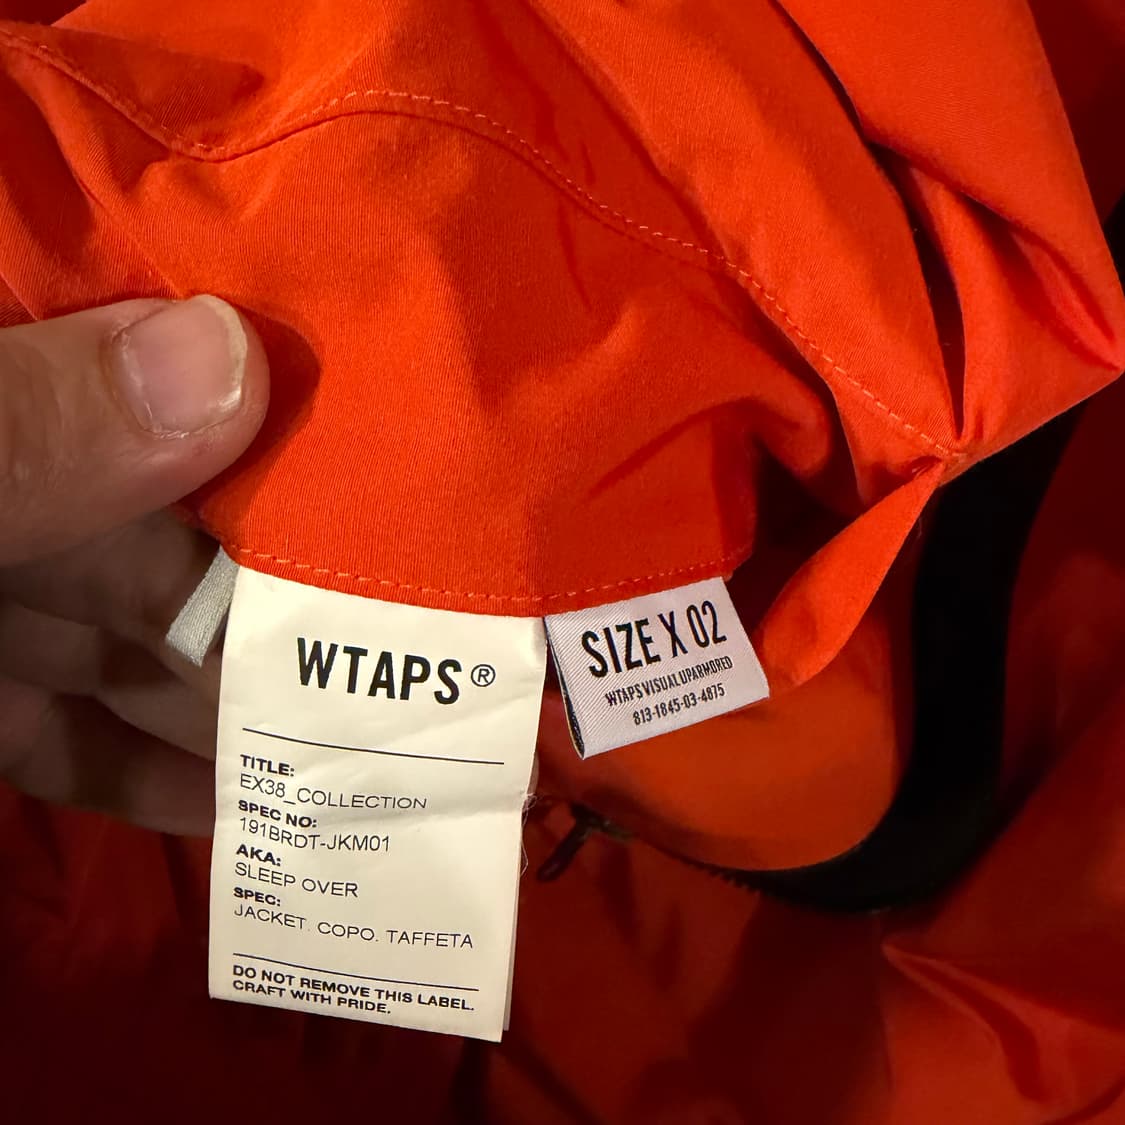 WTAPS®
TITLE:
EX38_COLLECTION
SPEC NO:
191BRDT-JKM01
AKA:
SLEEP OVER
SPEC:
JACKET. COPO. TAFFETA
DO NOT REMOVE THIS LABEL.
CRAFT WITH PRIDE.
SIZE X 02
WTAPS VISUAL UPARMORED
813-1845-03-4875